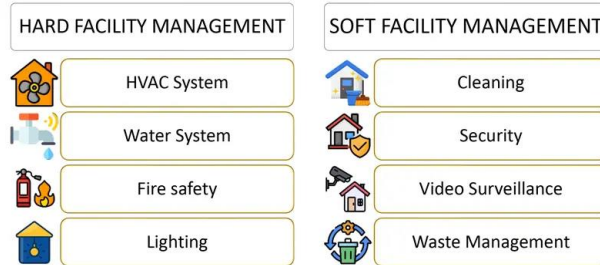 HARD FACILITY MANAGEMENT
HVAC System
Water System
Fire safety
Lighting
SOFT FACILITY MANAGEMENT
Cleaning
Security
Video Surveillance
Waste Management